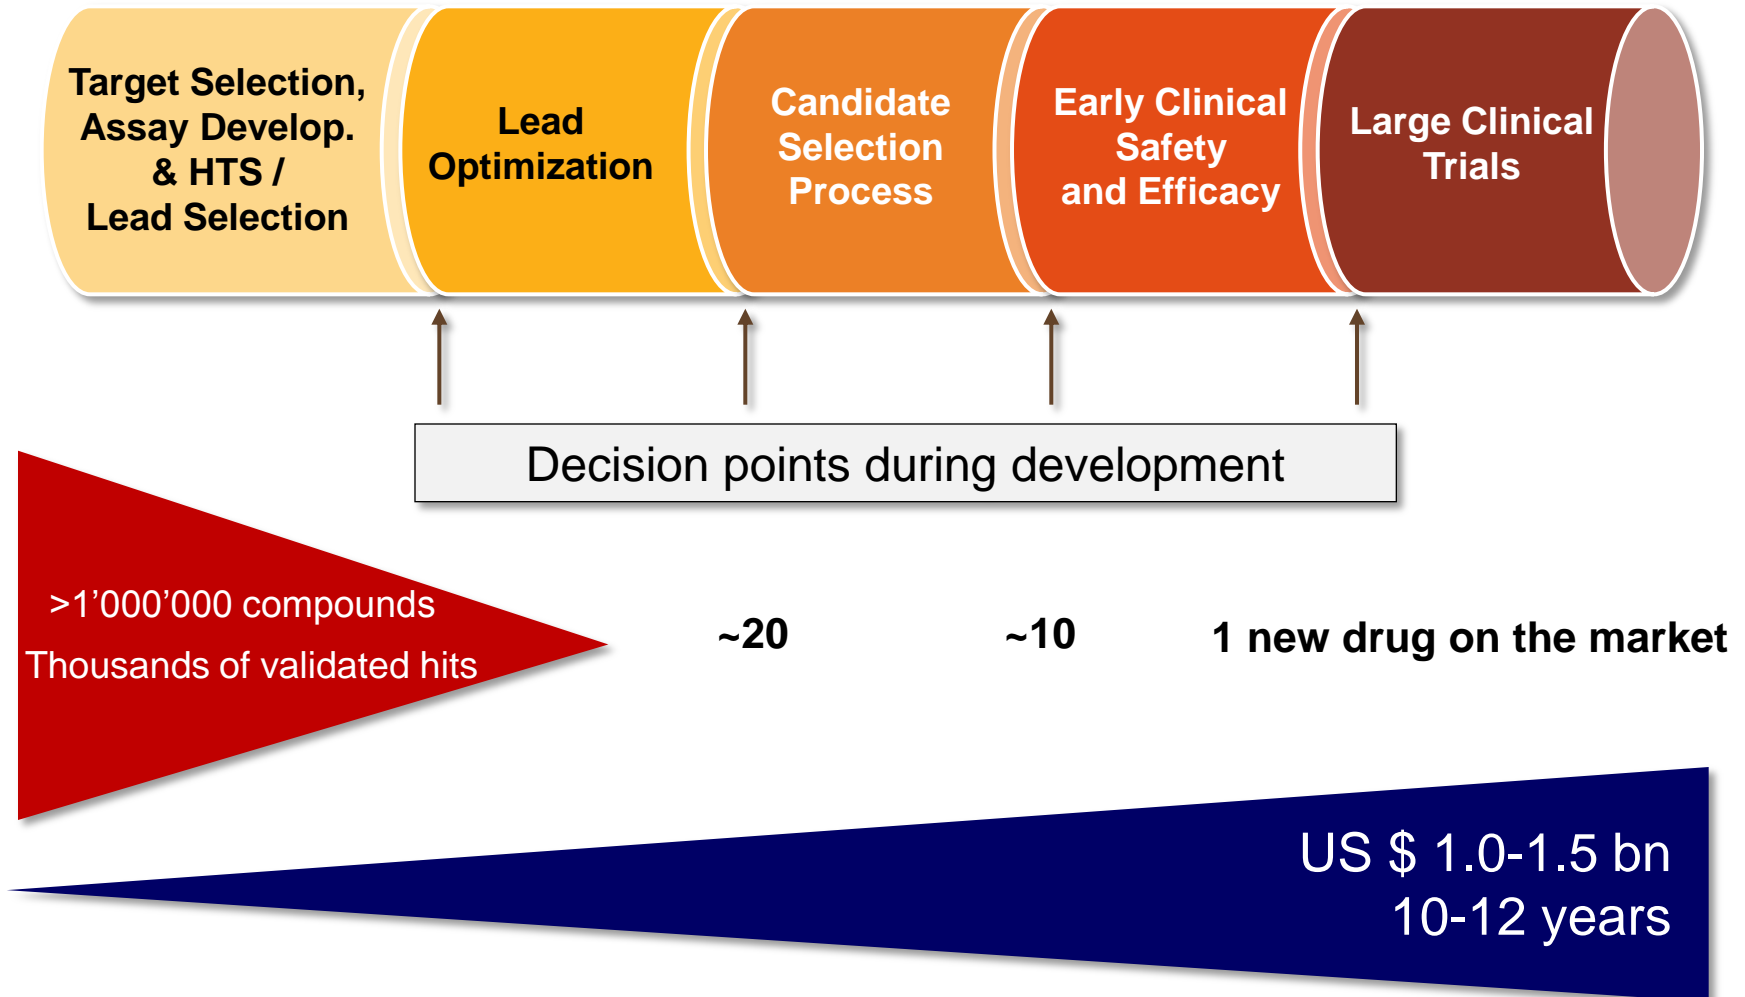 Target Selection,
Assay Develop.
& HTS /
Lead Selection
Lead
Optimization
Candidate
Selection
Process
Early Clinical
Safety
and Efficacy
Large Clinical
Trials
Decision points during development
>1’000’000 compounds
Thousands of validated hits
~20
~10
1 new drug on the market
US $ 1.0-1.5 bn
10-12 years